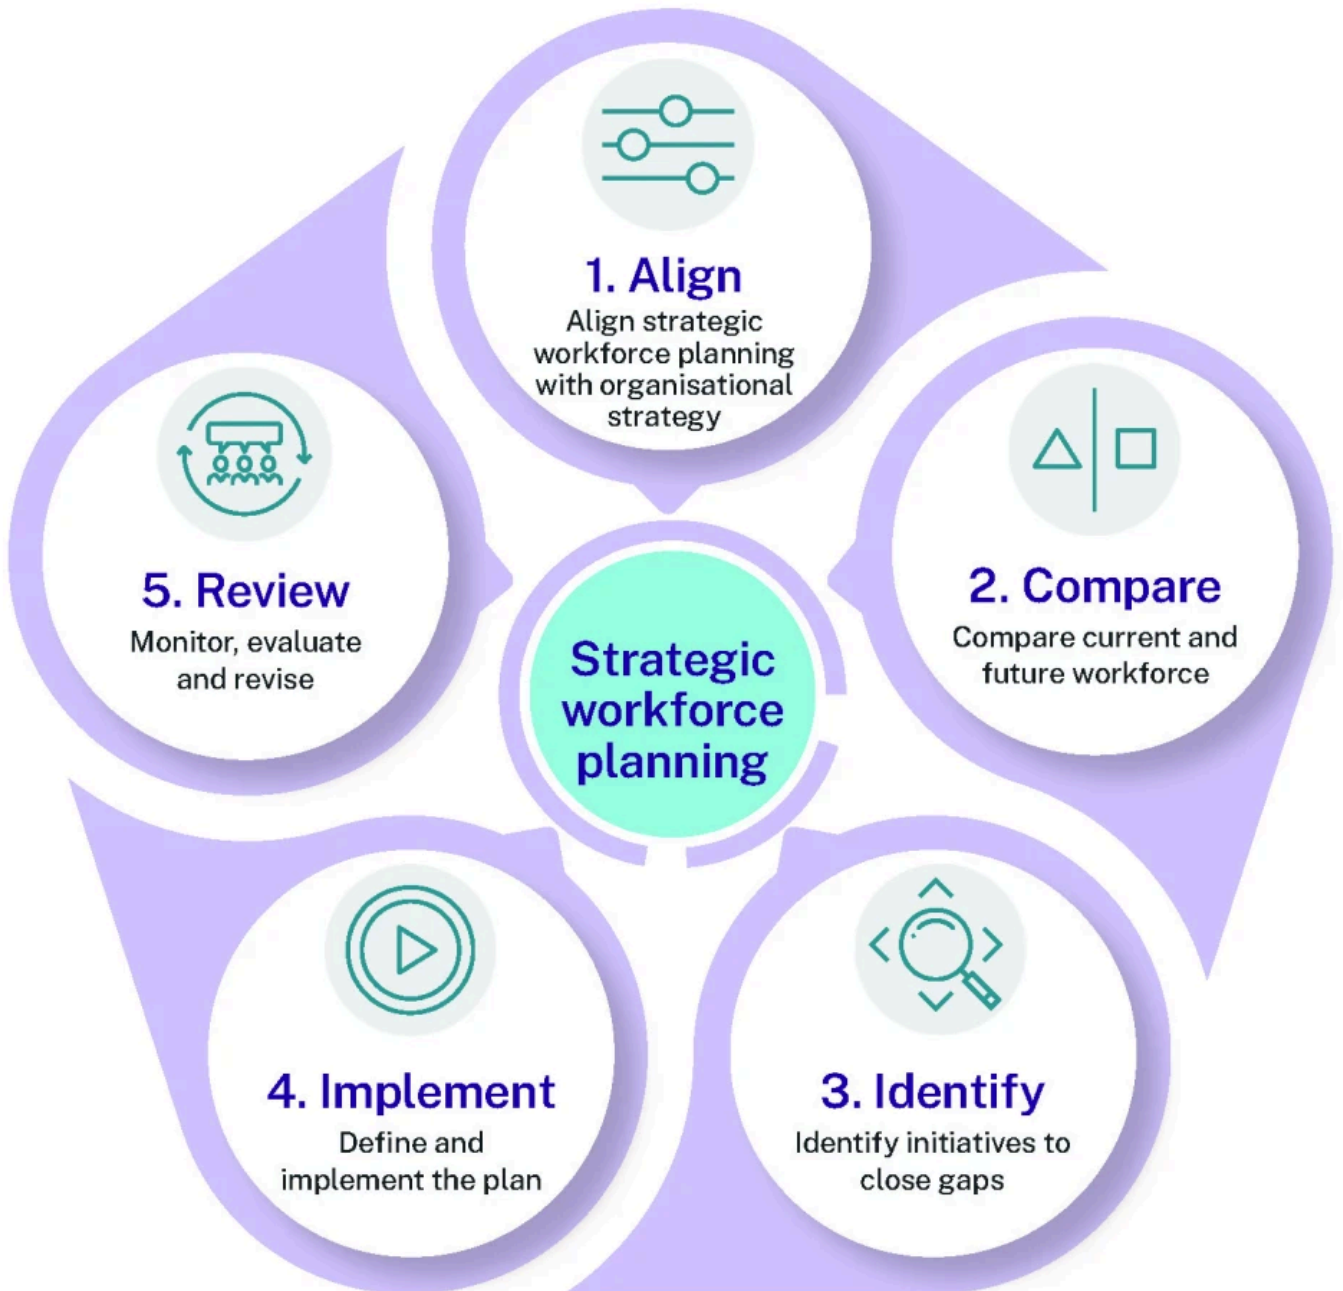 1. Align
Align strategic
workforce planning
with organisational
strategy
2. Compare
Compare current and
future workforce
3. Identify
Identify initiatives to
close gaps
4. Implement
Define and
implement the plan
5. Review
Monitor, evaluate
and revise
Strategic
workforce
planning